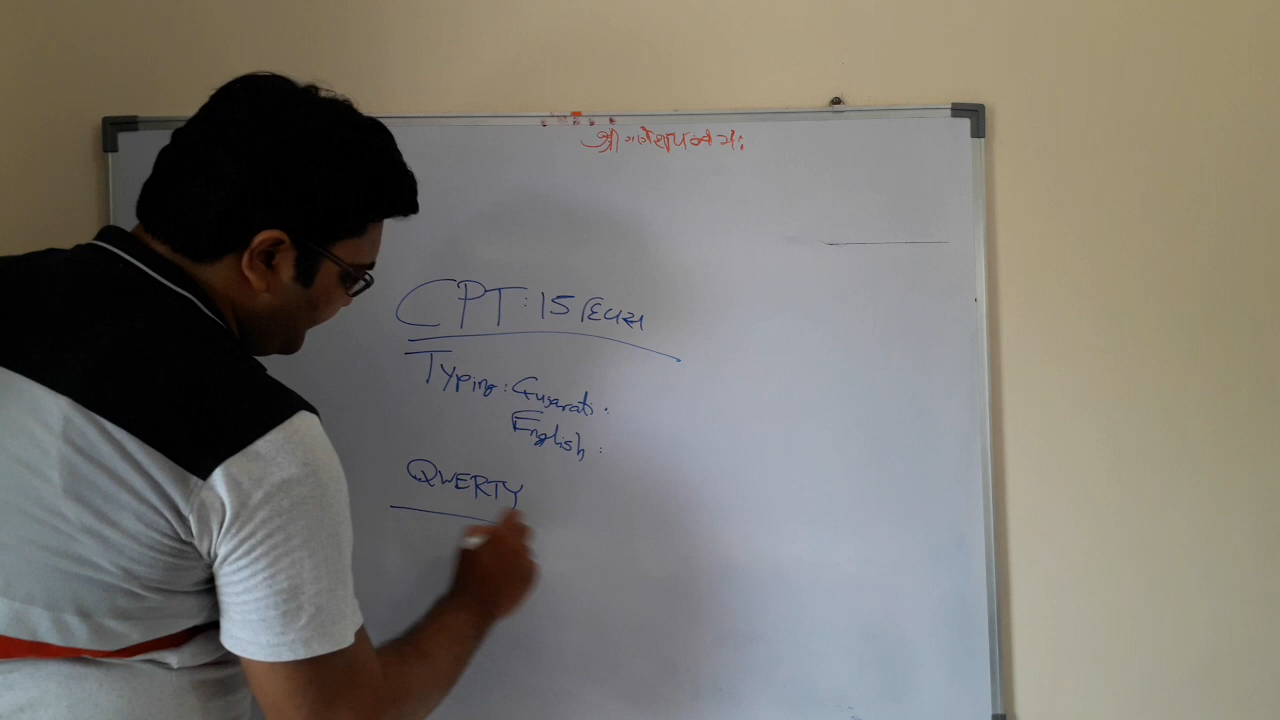 શ્રી ગણેશાય નમઃ
CPT : 15 દિવસ
Typing : Gujarati .
English :
QWERTY